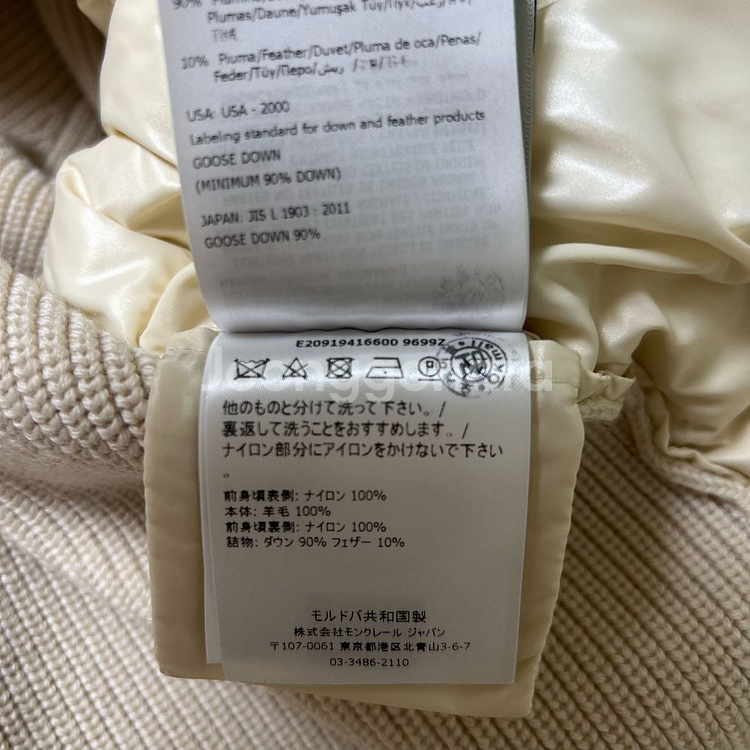 Plumas/Daune/Yumuşak Tüy/Пух/
10% Piuma/Feather/Duvet/Pluma de oca/Penas/
Feder/Tüy/Перо/ريش/
USA: USA - 2000
Labeling standard for down and feather products
GOOSE DOWN
(MINIMUM 90% DOWN)
JAPAN: JIS L 1903 : 2011
GOOSE DOWN 90%
E20919416600 9699Z
他のものと分けて洗って下さい。/
裏返して洗うことをおすすめします。/
ナイロン部分にアイロンをかけないで下さい
。
前身頃表側: ナイロン 100%
本体: 羊毛 100%
前身頃裏側: ナイロン 100%
詰物: ダウン 90% フェザー 10%
モルドバ共和国製
株式会社モンクレール ジャパン
〒107-0061 東京都港区北青山3-6-7
03-3486-2110